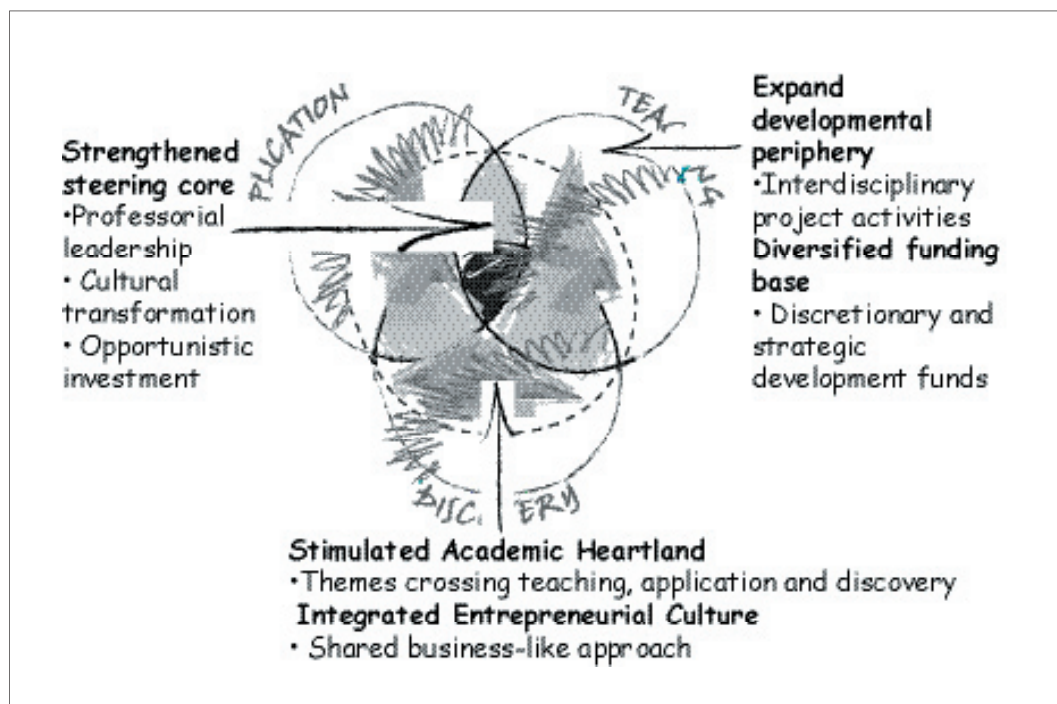 PLICATION
TEAC
NG
Strengthened
steering core
•Professorial
leadership
• Cultural
transformation
• Opportunistic
investment
Expand
developmental
periphery
•Interdisciplinary
project activities
Diversified funding
base
• Discretionary and
strategic
development funds
DISC
ERY
Stimulated Academic Heartland
•Themes crossing teaching, application and discovery
Integrated Entrepreneurial Culture
• Shared business-like approach